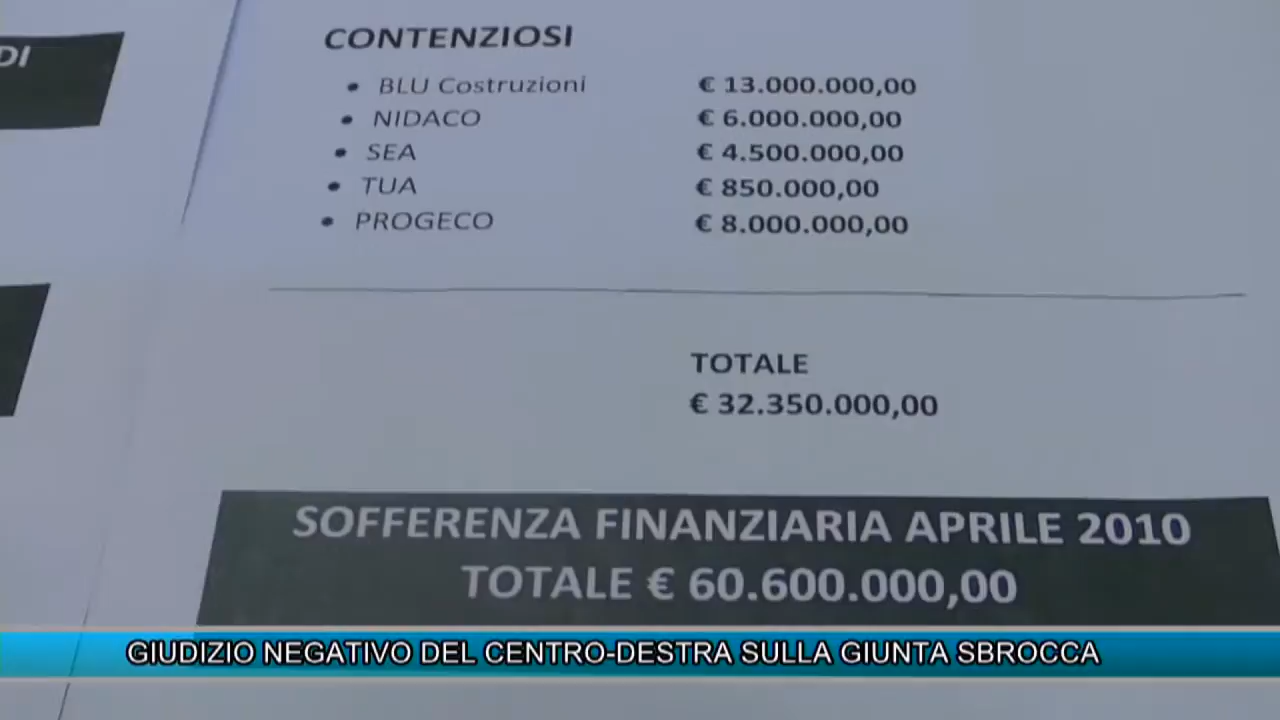 DI
CONTENZIOSI
• BLU Costruzioni € 13.000.000,00
• NIDACO € 6.000.000,00
• SEA € 4.500.000,00
• TUA € 850.000,00
• PROGECO € 8.000.000,00
TOTALE
€ 32.350.000,00
SOFFERENZA FINANZIARIA APRILE 2010
TOTALE € 60.600.000,00
GIUDIZIO NEGATIVO DEL CENTRO-DESTRA SULLA GIUNTA SBROCCA